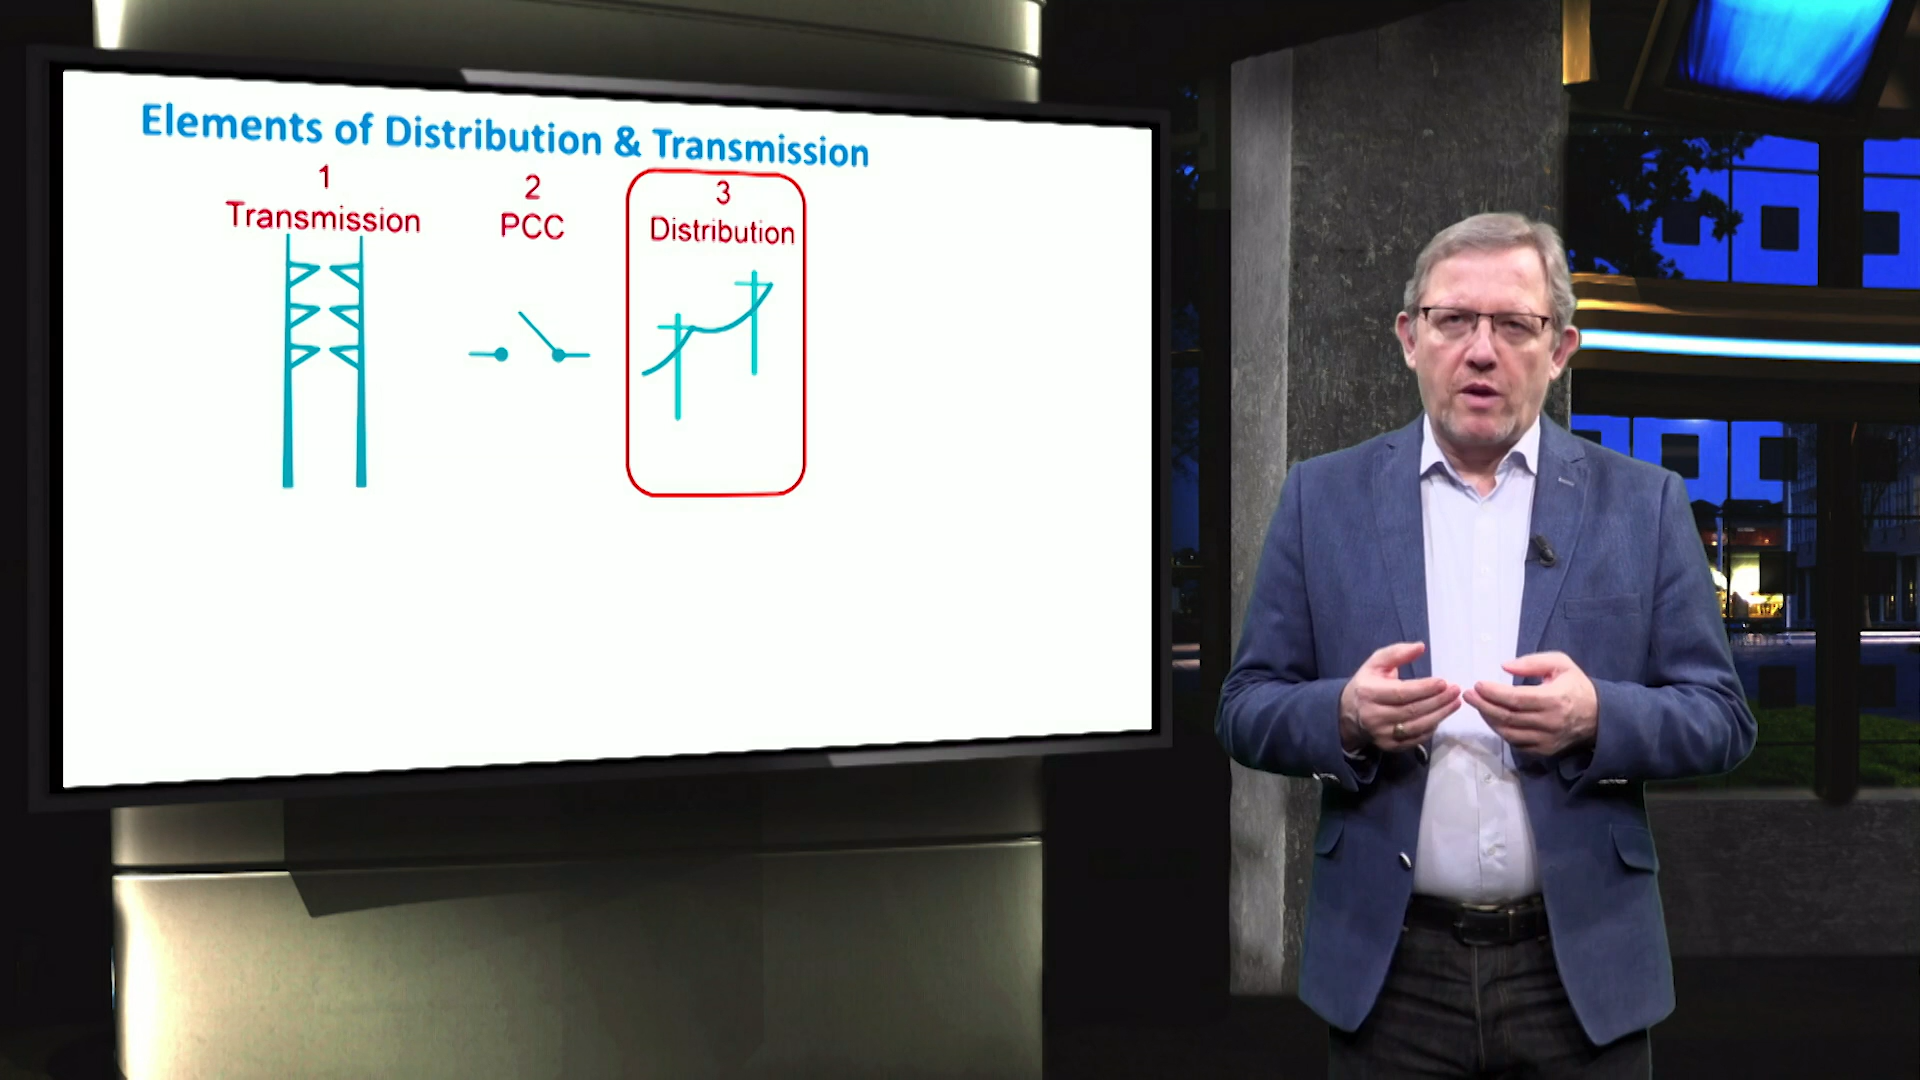 Elements of Distribution & Transmission
1
Transmission
2
PCC
3
Distribution